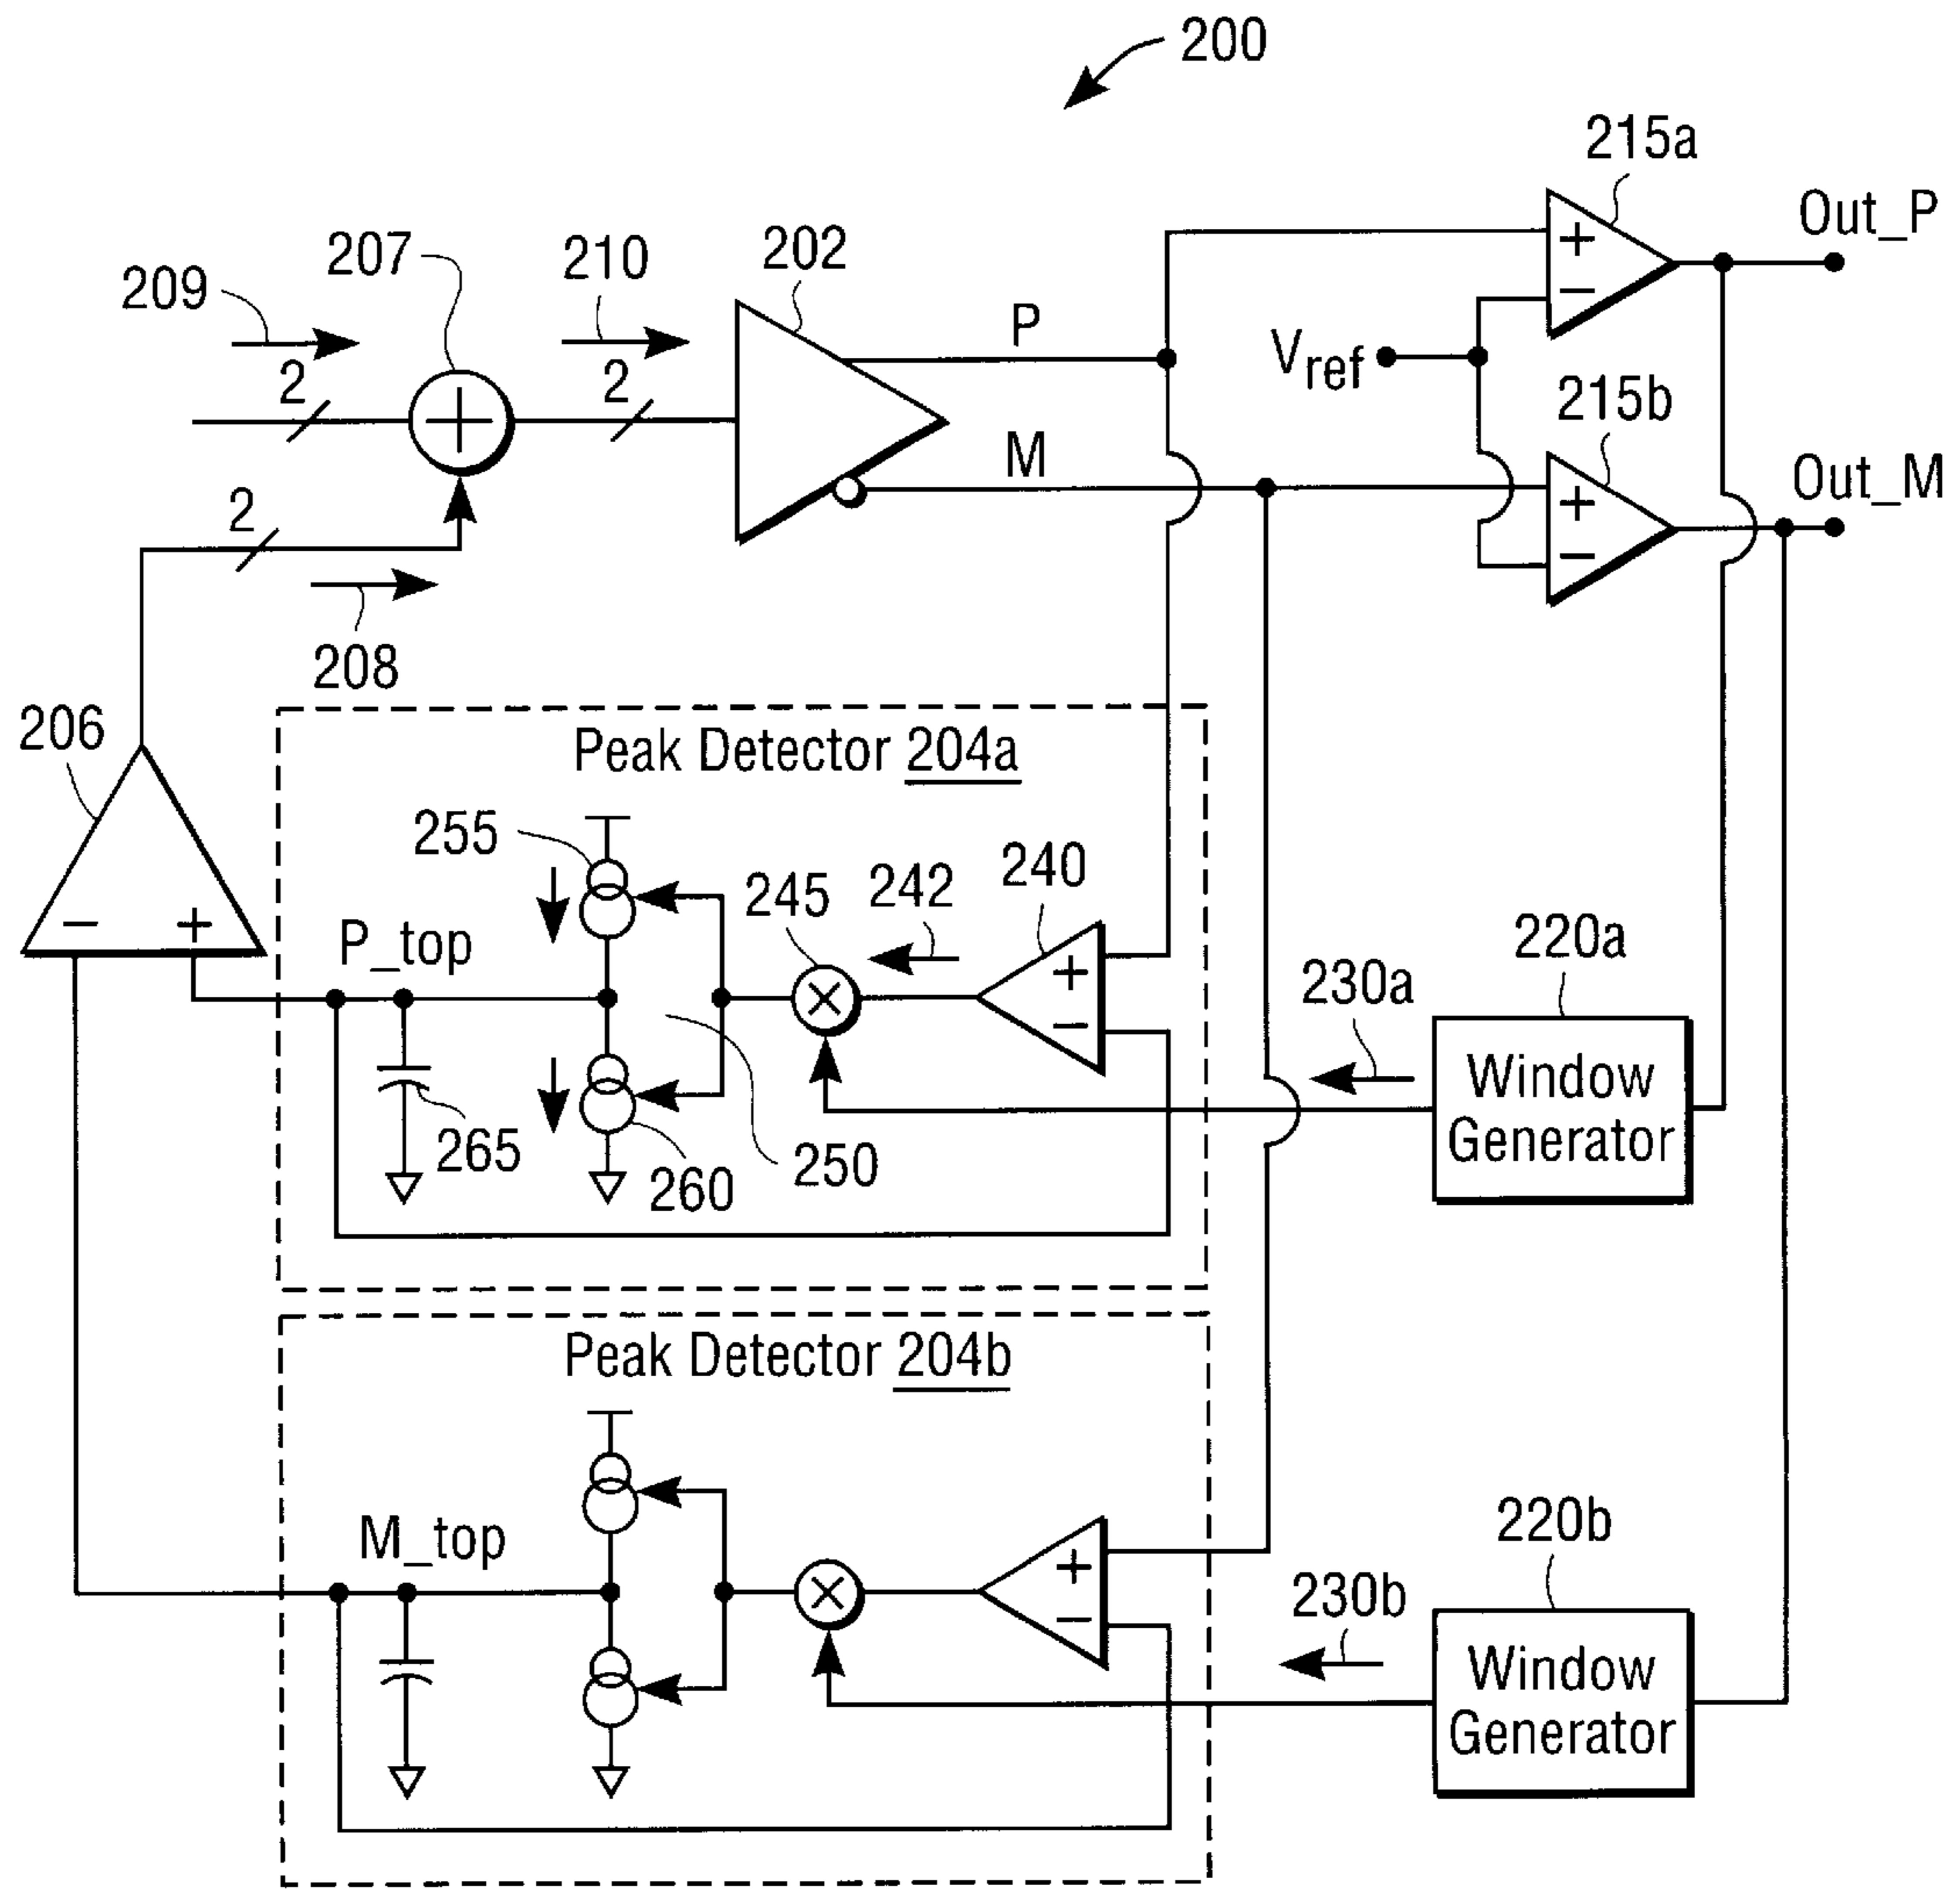 200
215a
Out_P
207
210
202
209
P
2
2
V_ref
215b
M
Out_M
2
208
206
Peak Detector 204a
255
240
242
245
P_top
220a
230a
Window
Generator
265
250
260
Peak Detector 204b
M_top
220b
230b
Window
Generator